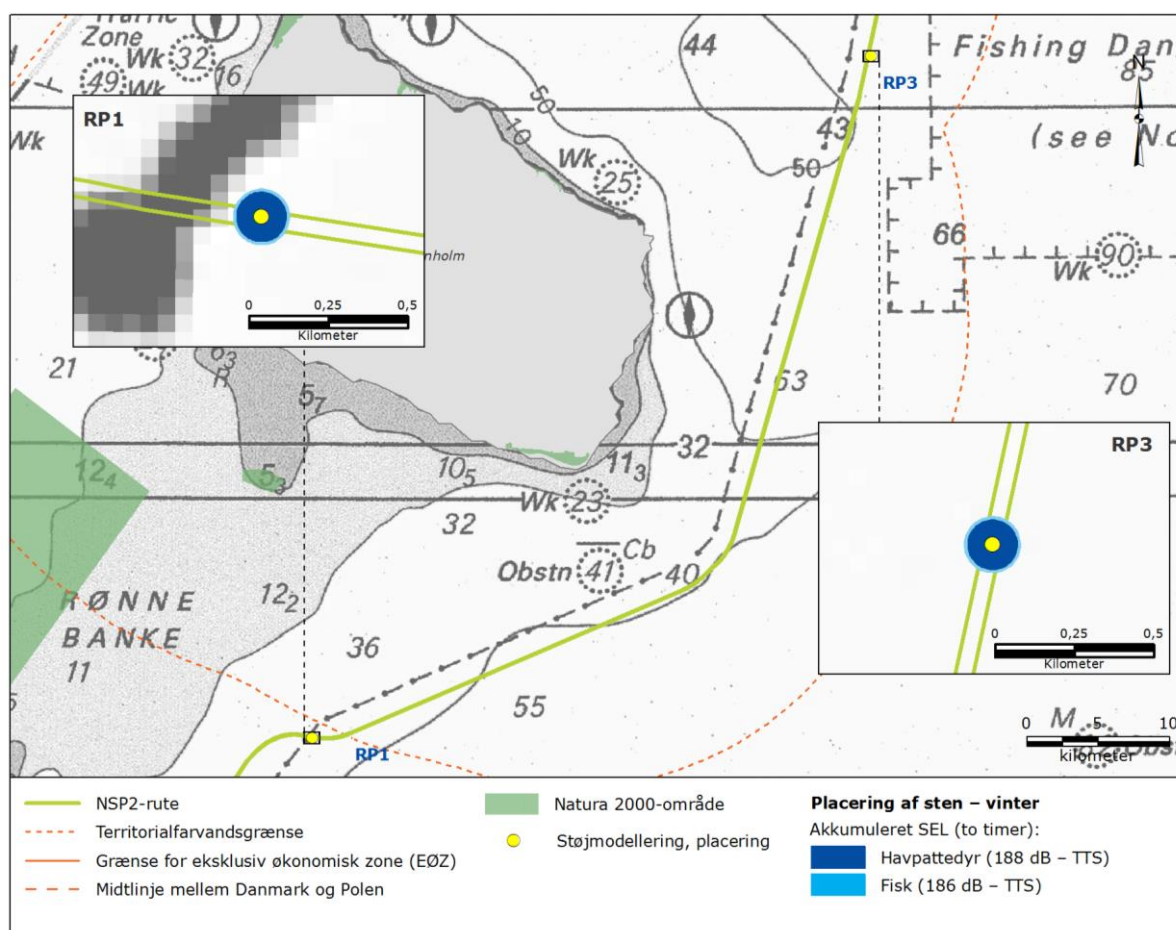 Traffic
Zone
Wk 32
49 Wk
16
Wk
44
50
10
Wk 25
43
50
RP3
Fishing Dan
85
N
(see No
66
Wk 90
RP1
nholm
0 0,25 0,5
Kilometer
21
3
R
5₇
63
70
12₄
5₃
10₅
11₃
32
Wk 23
32
Cb
Obstn 41
40
RP3
0 0,25 0,5
Kilometer
RØNNE
BANKE
11
12₂
36
55
RP1
M
0 5 10
kilometer
NSP2-rute
Territorialfarvandsgrænse
Grænse for eksklusiv økonomisk zone (EØZ)
Midtlinje mellem Danmark og Polen
Natura 2000-område
Støjmodellering, placering
Placering af sten – vinter
Akkumuleret SEL (to timer):
Havpattedyr (188 dB – TTS)
Fisk (186 dB – TTS)